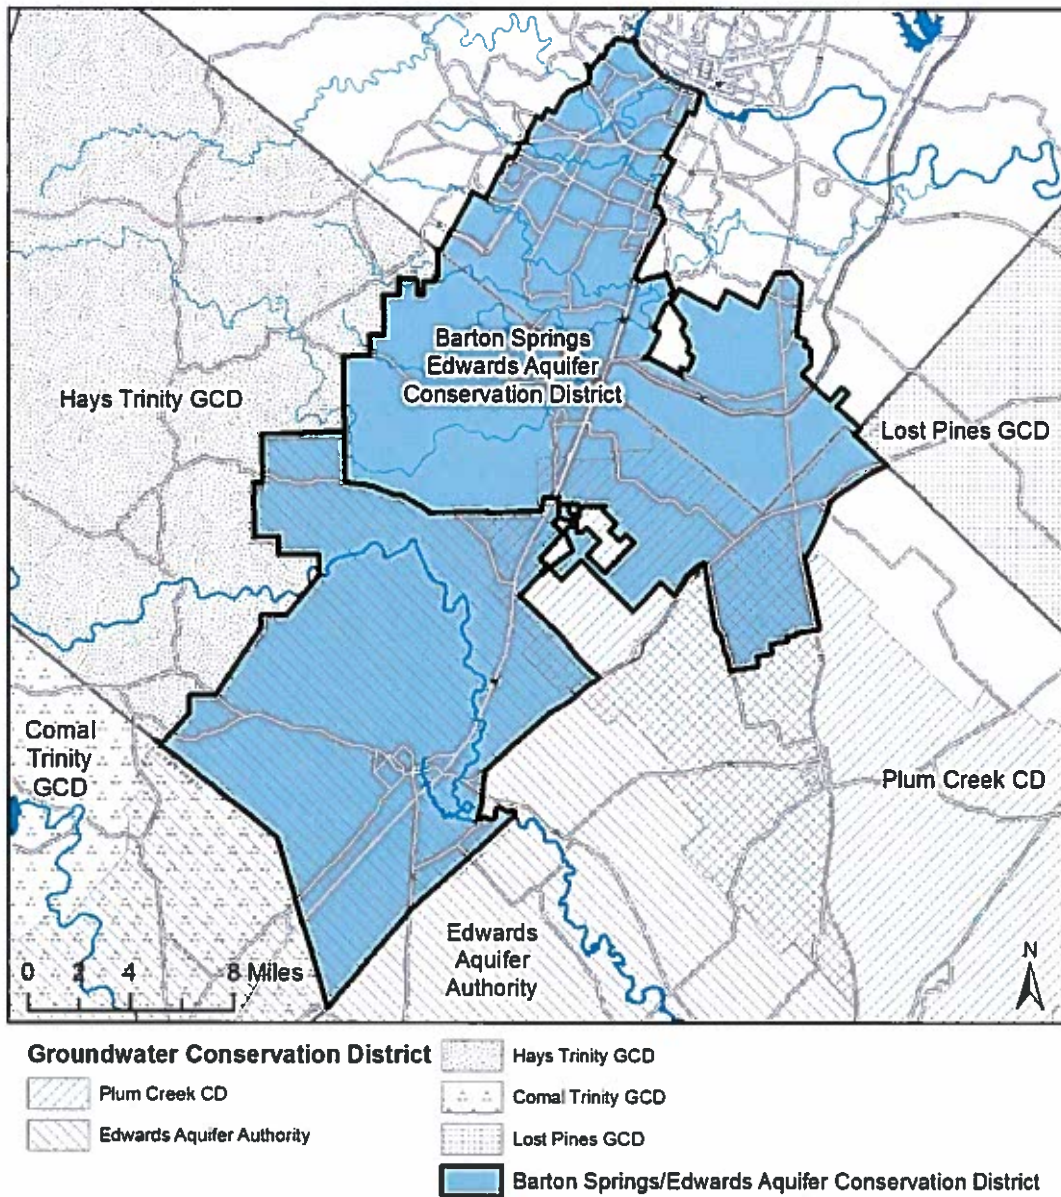 Barton Springs
Edwards Aquifer
Conservation District
Hays Trinity GCD
Lost Pines GCD
Comal
Trinity
GCD
Plum Creek CD
Edwards
Aquifer
Authority
0 2 4 8 Miles
N
Groundwater Conservation District
Plum Creek CD
Edwards Aquifer Authority
Hays Trinity GCD
Comal Trinity GCD
Lost Pines GCD
Barton Springs/Edwards Aquifer Conservation District